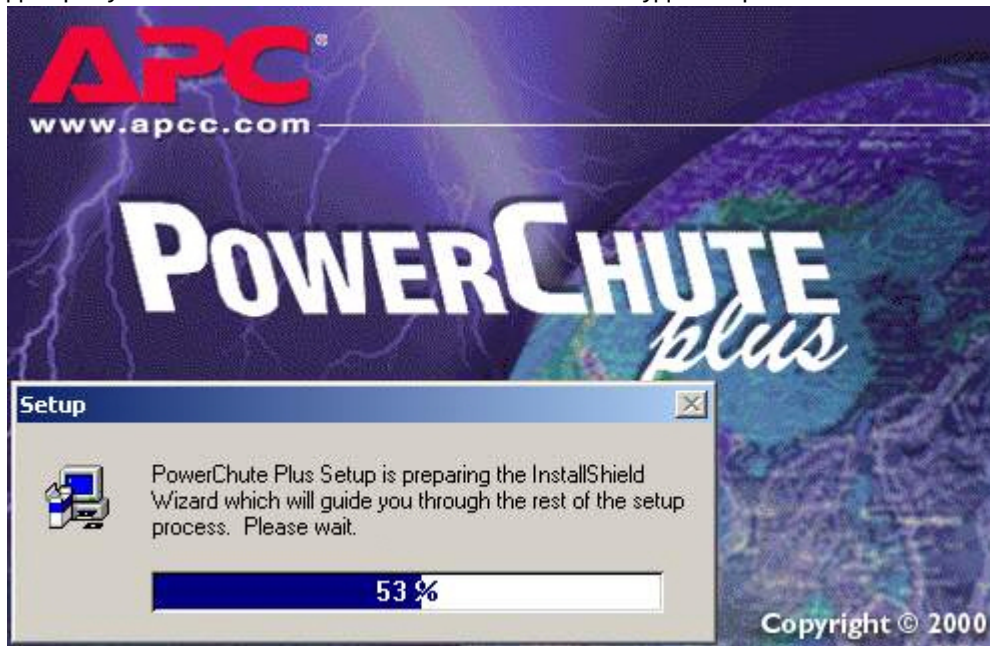 APC®
www.apcc.com
POWERCHUTE
plus
Setup
PowerChute Plus Setup is preparing the InstallShield
Wizard which will guide you through the rest of the setup
process. Please wait.
53 %
Copyright © 2000